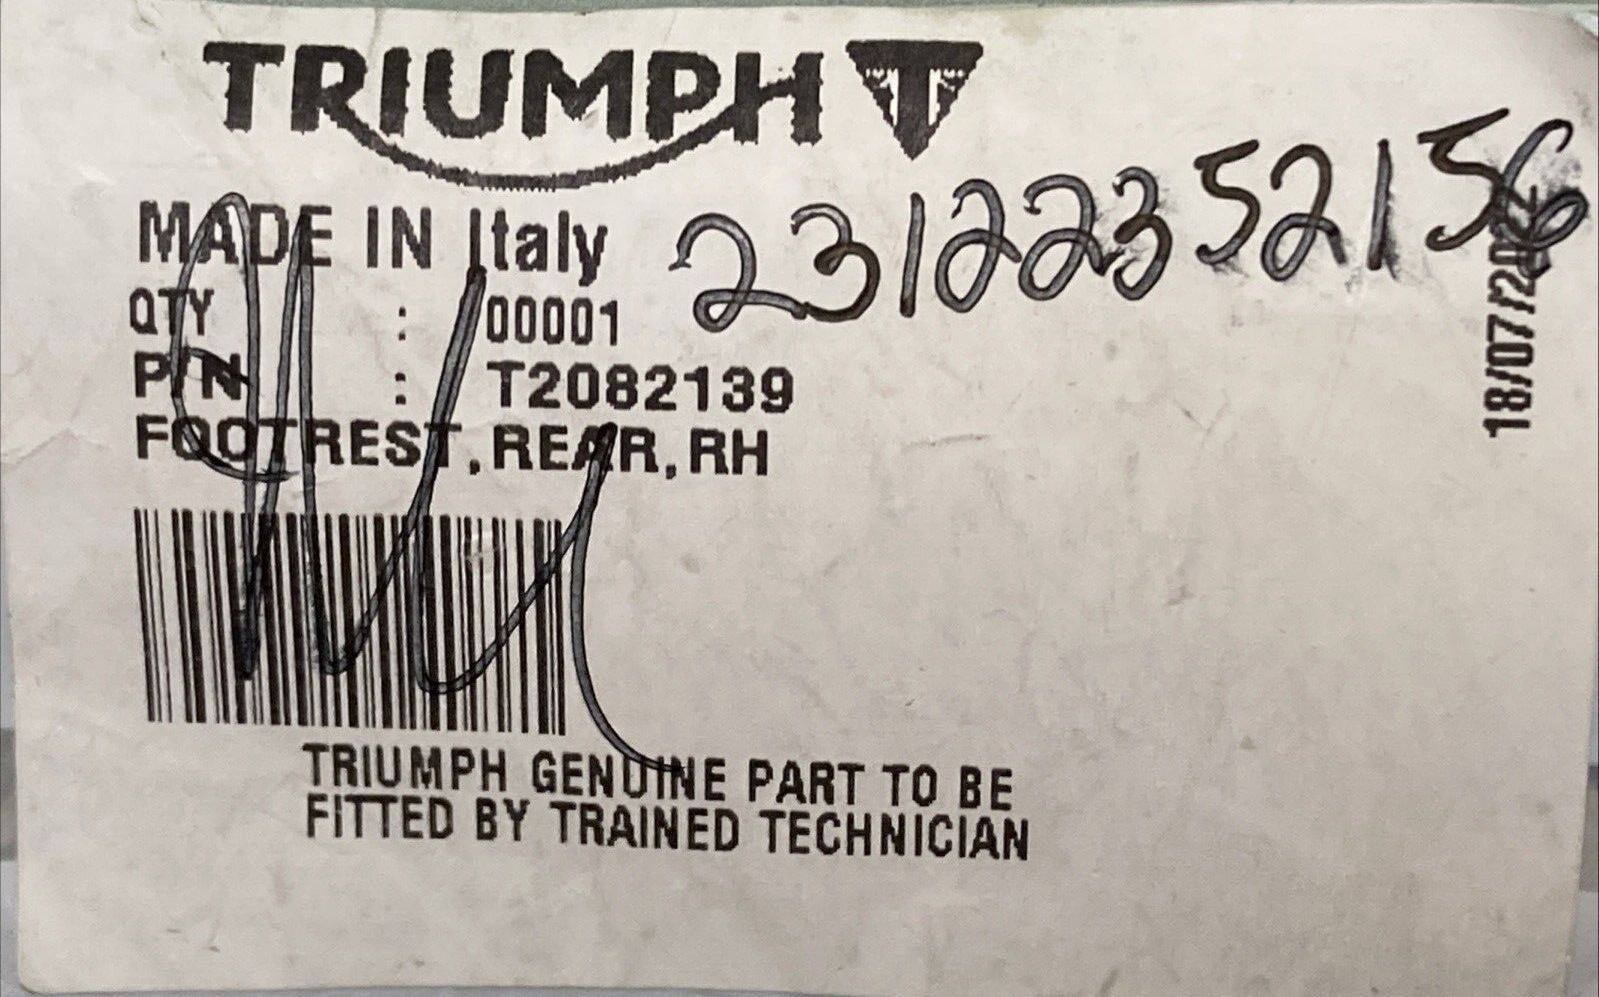 TRIUMPH T
MADE IN Italy
23122352156
QTY : 00001
P/N : T2082139
FOOTREST, REAR, RH
TRIUMPH GENUINE PART TO BE
FITTED BY TRAINED TECHNICIAN